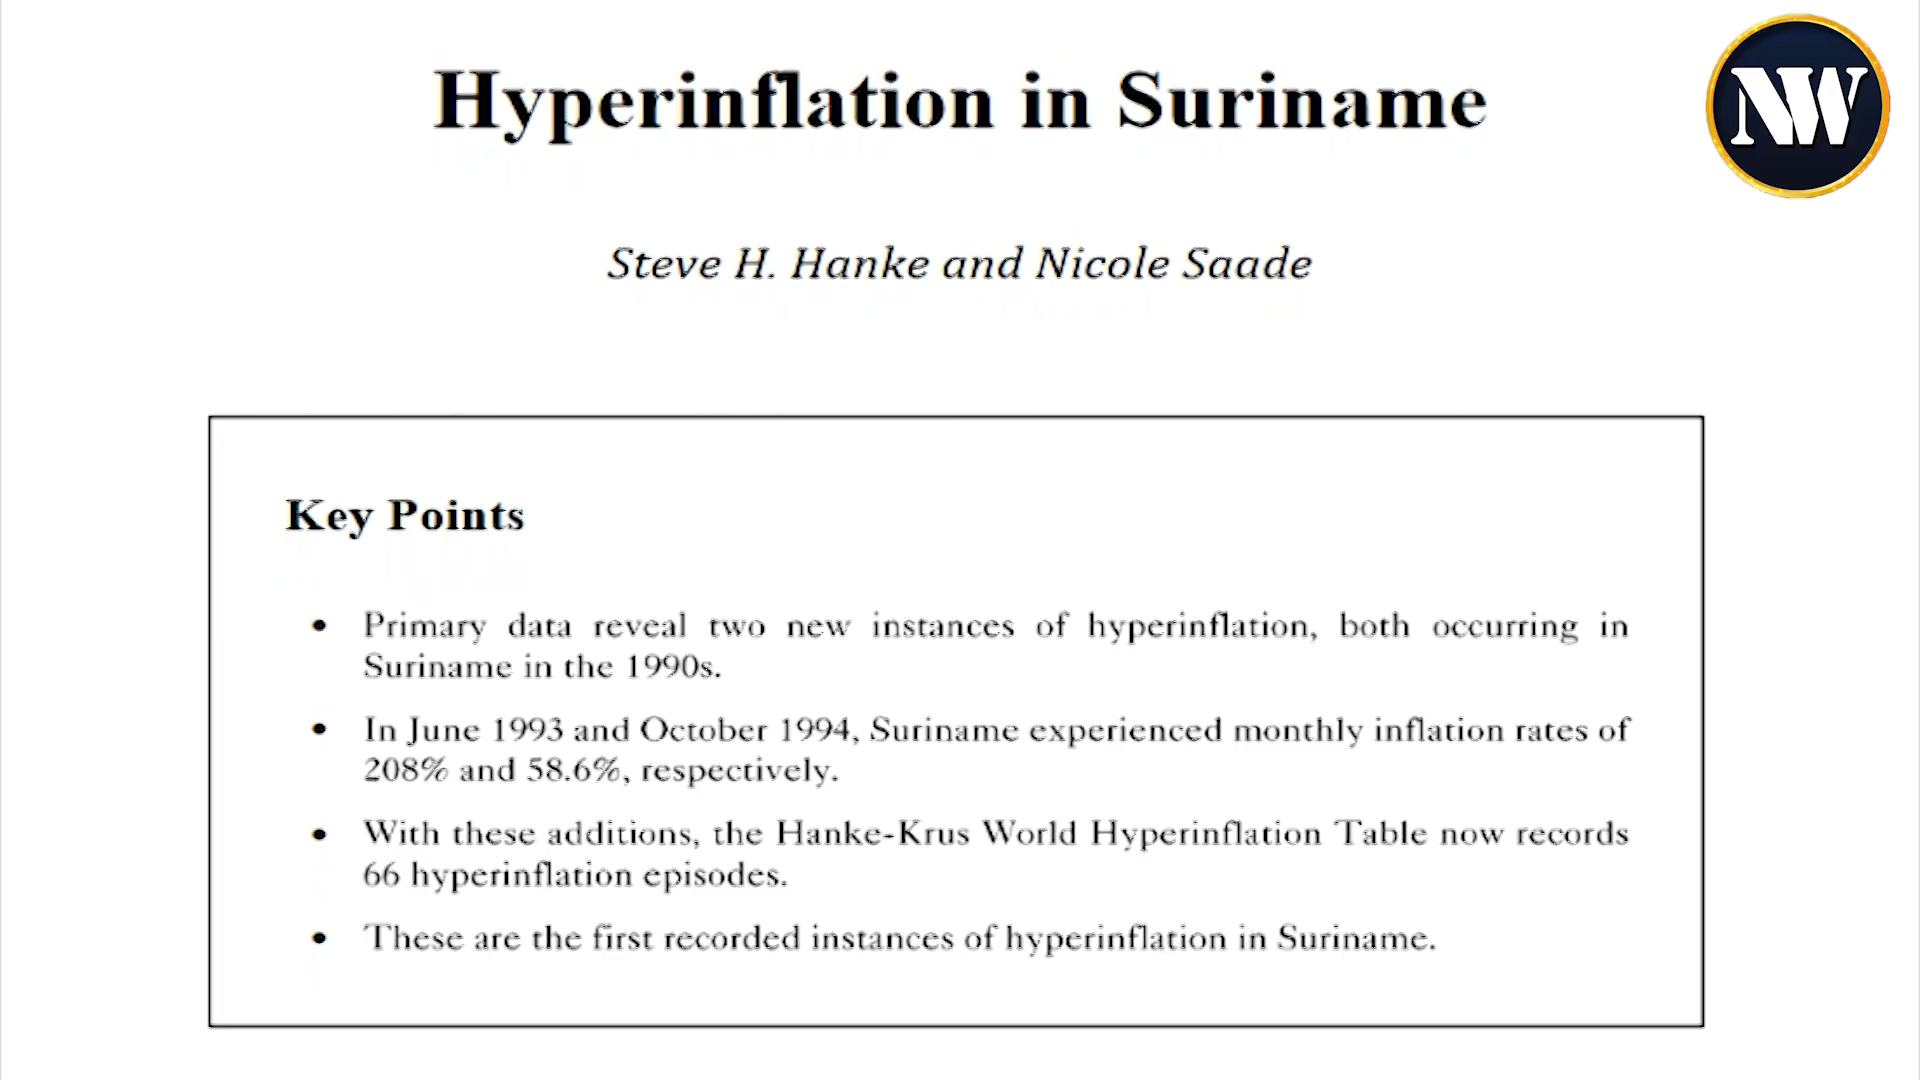 Hyperinflation in Suriname
NW
Steve H. Hanke and Nicole Saade
Key Points
• Primary data reveal two new instances of hyperinflation, both occurring in
Suriname in the 1990s.
• In June 1993 and October 1994, Suriname experienced monthly inflation rates of
208% and 58.6%, respectively.
• With these additions, the Hanke-Krus World Hyperinflation Table now records
66 hyperinflation episodes.
• These are the first recorded instances of hyperinflation in Suriname.